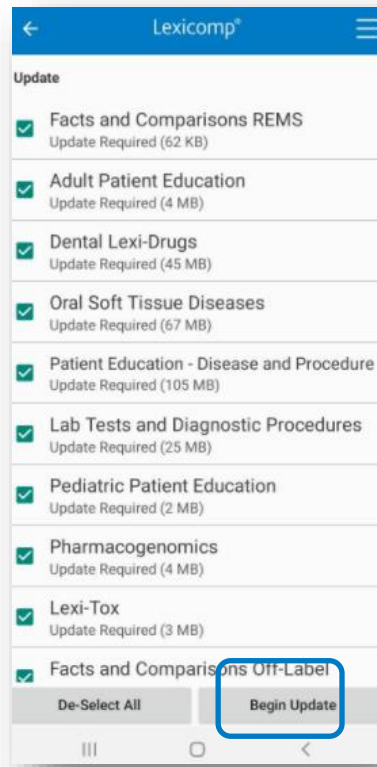 Lexicomp®
Update
Facts and Comparisons REMS
Update Required (62 KB)
Adult Patient Education
Update Required (4 MB)
Dental Lexi-Drugs
Update Required (45 MB)
Oral Soft Tissue Diseases
Update Required (67 MB)
Patient Education - Disease and Procedure
Update Required (105 MB)
Lab Tests and Diagnostic Procedures
Update Required (25 MB)
Pediatric Patient Education
Update Required (2 MB)
Pharmacogenomics
Update Required (4 MB)
Lexi-Tox
Update Required (3 MB)
Facts and Comparisons Off-Label
De-Select All
Begin Update